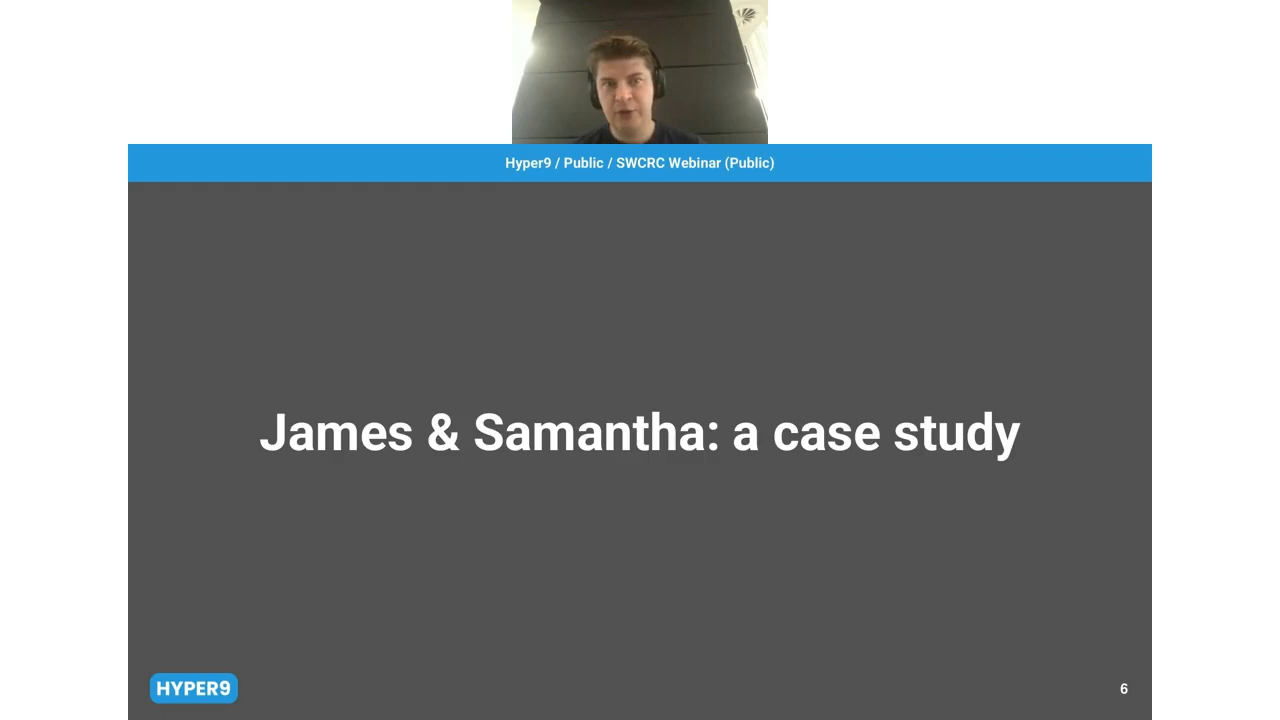 Hyper9 / Public / SWCRC Webinar (Public)
James & Samantha: a case study
HYPER9
6